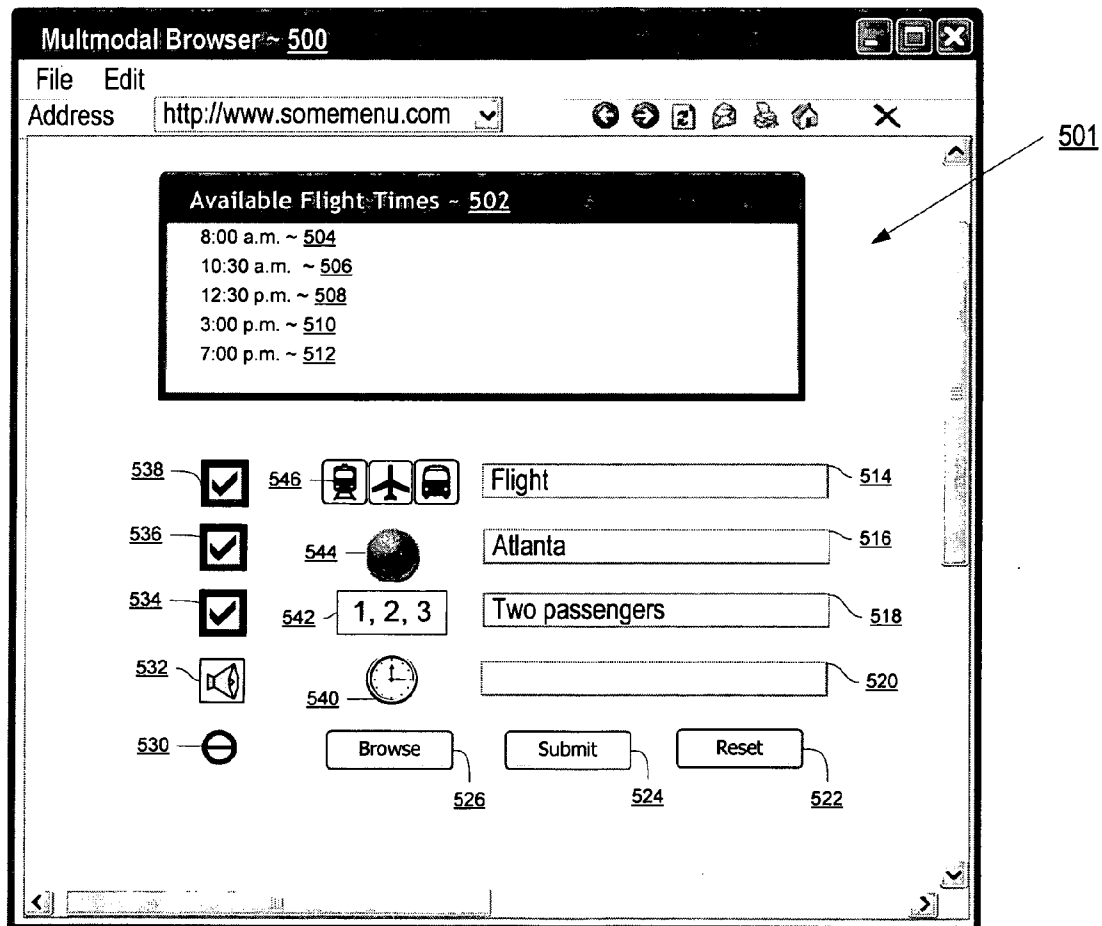 Multmodal Browser ~ 500
File Edit
Address http://www.somemenu.com
501
Available Flight Times ~ 502
8:00 a.m. ~ 504
10:30 a.m. ~ 506
12:30 p.m. ~ 508
3:00 p.m. ~ 510
7:00 p.m. ~ 512
538 546 Flight 514
536 544 Atlanta 516
534 542 1, 2, 3 Two passengers 518
532 540 520
530 Browse Submit Reset
526 524 522